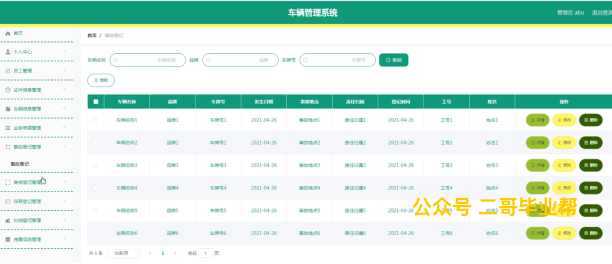 车辆管理系统
管理员 abo 退出登录
首页 / 事故登记
首页
个人中心
员工管理
证件信息管理
车辆信息管理
业务根据管理
事故登记管理
事故登记
维修登记管理
保养登记管理
加油登记管理
违章信息管理
车辆名称 车辆名称 品牌 品牌 车牌号 车牌号 查询
删除
车辆名称 品牌 车牌号 发生日期 事故地点 责任归属 登记时间 工号 姓名 操作
车辆名称1 品牌1 车牌号1 2021-04-26 事故地点1 责任归属1 2021-04-26 工号1 姓名1 详情 修改 删除
车辆名称2 品牌2 车牌号2 2021-04-26 事故地点2 责任归属2 2021-04-26 工号2 姓名2 详情 修改 删除
车辆名称3 品牌3 车牌号3 2021-04-26 事故地点3 责任归属3 2021-04-26 工号3 姓名3 详情 修改 删除
车辆名称4 品牌4 车牌号4 2021-04-26 事故地点4 责任归属4 2021-04-26 工号4 姓名4 详情 修改 删除
车辆名称5 品牌5 车牌号5 2021-04-26 事故地点5 责任归属5 2021-04-26 工号5 姓名5 详情 修改 删除
车辆名称6 品牌6 车牌号6 2021-04-26 事故地点6 责任归属6 2021-04-26 工号6 姓名6 详情 修改 删除
公众号 二哥毕业帮
共 6 条 10条/页 1 前往 1 页